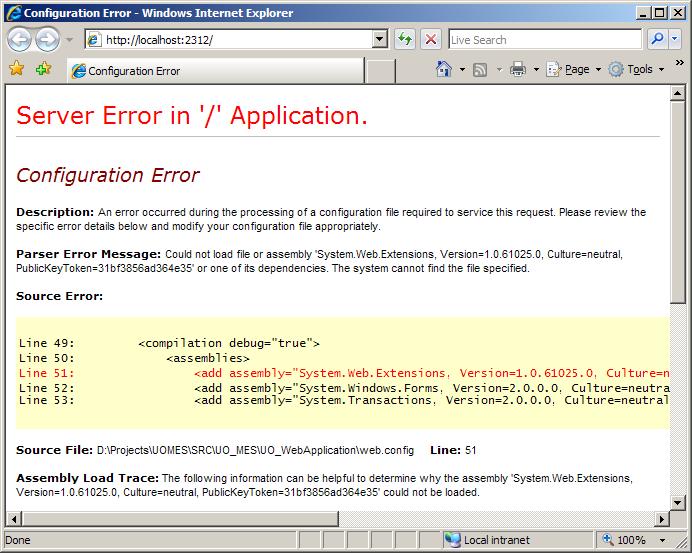 Configuration Error - Windows Internet Explorer
http://localhost:2312/
Live Search
Configuration Error
Page
Tools
Server Error in '/' Application.
Configuration Error
Description: An error occurred during the processing of a configuration file required to service this request. Please review the
specific error details below and modify your configuration file appropriately.
Parser Error Message: Could not load file or assembly 'System.Web.Extensions, Version=1.0.61025.0, Culture=neutral,
PublicKeyToken=31bf3856ad364e35' or one of its dependencies. The system cannot find the file specified.
Source Error:
Line 49:         <compilation debug="true">
Line 50:             <assemblies>
Line 51:                 <add assembly="System.Web.Extensions, Version=1.0.61025.0, Culture=n
Line 52:                 <add assembly="System.Windows.Forms, Version=2.0.0.0, Culture=neutra
Line 53:                 <add assembly="System.Transactions, Version=2.0.0.0, Culture=neutral
Source File: D:\Projects\UOMES\SRC\UO_MES\UO_WebApplication\web.config    Line: 51
Assembly Load Trace: The following information can be helpful to determine why the assembly 'System.Web.Extensions,
Version=1.0.61025.0, Culture=neutral, PublicKeyToken=31bf3856ad364e35' could not be loaded.
Done
Local intranet
100%